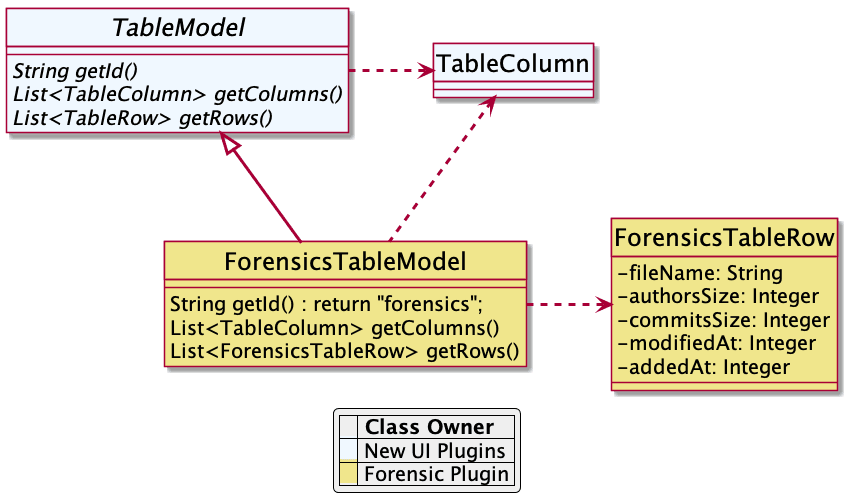 TableModel
String getId()
List<TableColumn> getColumns()
List<TableRow> getRows()
TableColumn
ForensicsTableModel
String getId() : return "forensics";
List<TableColumn> getColumns()
List<ForensicsTableRow> getRows()
ForensicsTableRow
-fileName: String
-authorsSize: Integer
-commitsSize: Integer
-modifiedAt: Integer
-addedAt: Integer
Class Owner
New UI Plugins
Forensic Plugin